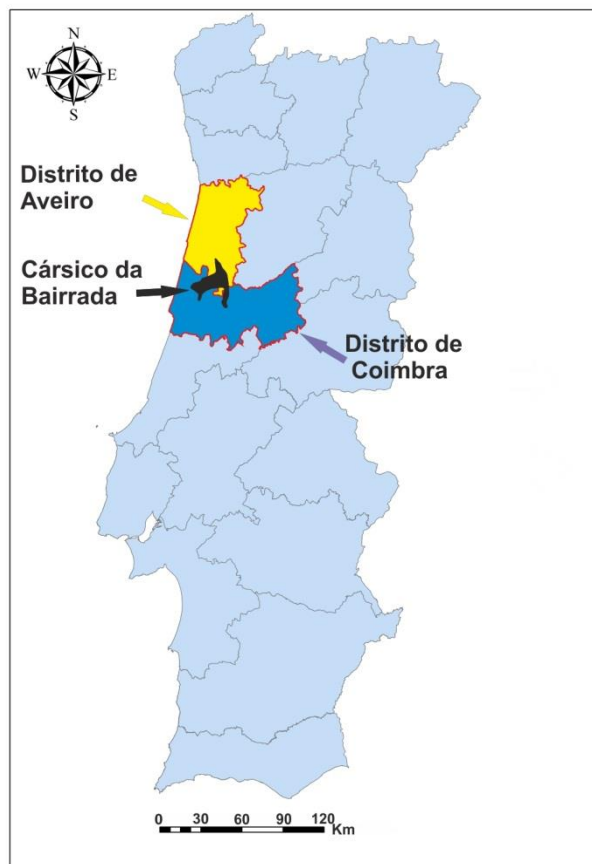 N
W E
S
Distrito de
Aveiro
Cársico da
Bairrada
Distrito de
Coimbra
0 30 60 90 120
Km